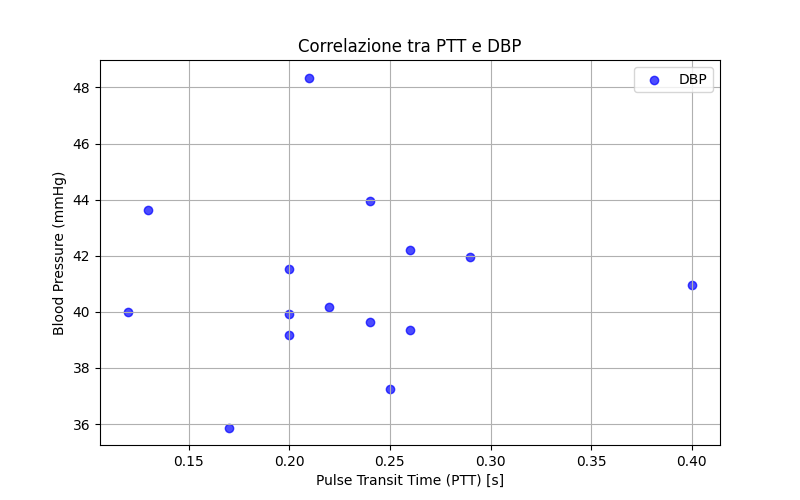 Correlazione tra PTT e DBP
DBP
Blood Pressure (mmHg)
48
46
44
42
40
38
36
0.15 0.20 0.25 0.30 0.35 0.40
Pulse Transit Time (PTT) [s]